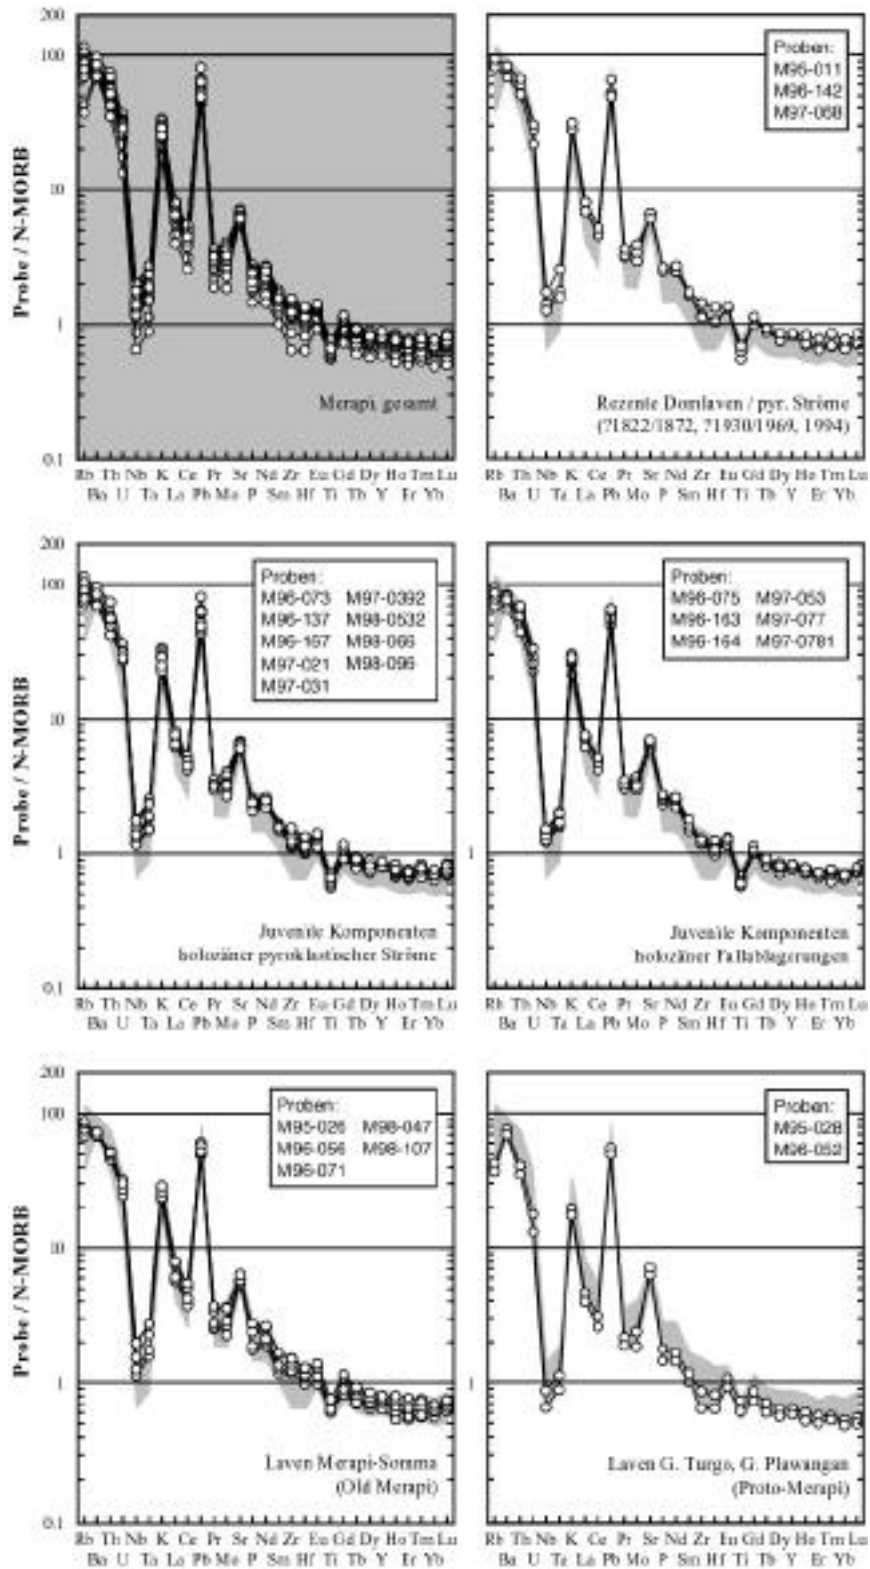 200
100
10
1
0.1
Probe / N-MORB
Merapi, gesamt
Rb Th Nb K Ce Pr Sr Nd Zr Eu Gd Dy Ho Tm Lu
Ba U Ta La Pb Mo P Sm Hf Ti Tb Y Er Yb
Proben:
M95-011
M96-142
M97-068
Rezente Domlaven / pyr. Ströme
(?1822/1872, ?1930/1969, 1994)
Rb Th Nb K Ce Pr Sr Nd Zr Eu Gd Dy Ho Tm Lu
Ba U Ta La Pb Mo P Sm Hf Ti Tb Y Er Yb
200
100
10
1
0.1
Probe / N-MORB
Proben:
M96-073 M97-0392
M96-137 M98-0532
M96-167 M98-066
M97-021 M98-096
M97-031
Juvenile Komponenten
holozäner pyroklastischer Ströme
Rb Th Nb K Ce Pr Sr Nd Zr Eu Gd Dy Ho Tm Lu
Ba U Ta La Pb Mo P Sm Hf Ti Tb Y Er Yb
Proben:
M96-075 M97-053
M96-163 M97-077
M96-164 M97-0781
1
Juvenile Komponenten
holozäner Fallablagerungen
Rb Th Nb K Ce Pr Sr Nd Zr Eu Gd Dy Ho Tm Lu
Ba U Ta La Pb Mo P Sm Hf Ti Tb Y Er Yb
200
100
10
1
0.1
Probe / N-MORB
Proben:
M95-026 M98-047
M96-056 M98-107
M96-071
Laven Merapi-Somma
(Old Merapi)
Rb Th Nb K Ce Pr Sr Nd Zr Eu Gd Dy Ho Tm Lu
Ba U Ta La Pb Mo P Sm Hf Ti Tb Y Er Yb
Proben:
M95-028
M96-052
1
Laven G. Turgo, G. Plawangan
(Proto-Merapi)
Rb Th Nb K Ce Pr Sr Nd Zr Eu Gd Dy Ho Tm Lu
Ba U Ta La Pb Mo P Sm Hf Ti Tb Y Er Yb